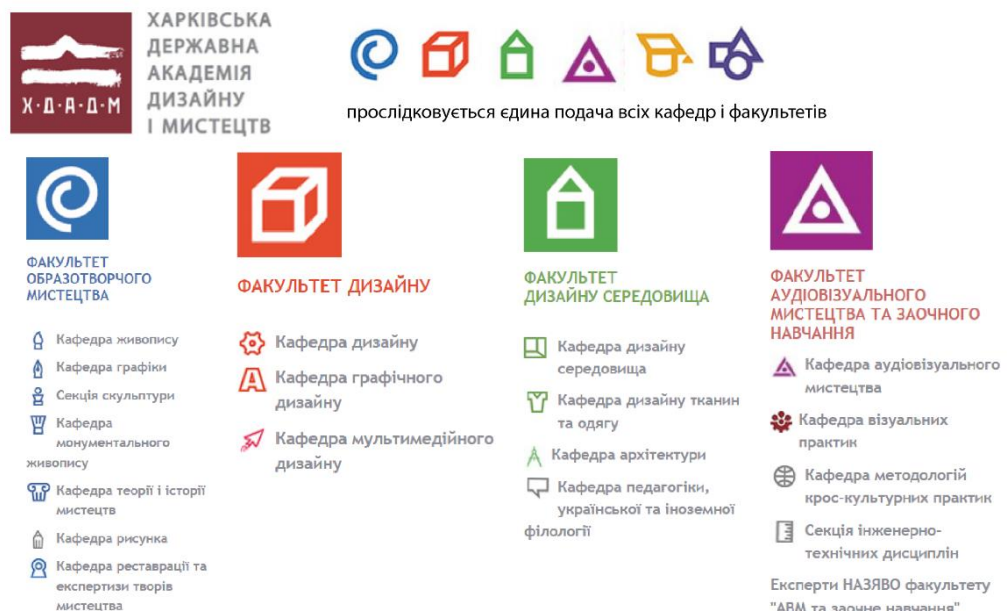 ХАРКІВСЬКА
ДЕРЖАВНА
АКАДЕМІЯ
ДИЗАЙНУ
І МИСТЕЦТВ
Х·Д·А·Д·М
прослідковується єдина подача всіх кафедр і факультетів
ФАКУЛЬТЕТ
ОБРАЗОТВОРЧОГО
МИСТЕЦТВА
Кафедра живопису
Кафедра графіки
Секція скульптури
Кафедра
монументального
живопису
Кафедра теорії і історії
мистецтв
Кафедра рисунка
Кафедра реставрації та
експертизи творів
мистецтва
ФАКУЛЬТЕТ ДИЗАЙНУ
Кафедра дизайну
Кафедра графічного
дизайну
Кафедра мультимедійного
дизайну
ФАКУЛЬТЕТ
ДИЗАЙНУ СЕРЕДОВИЩА
Кафедра дизайну
середовища
Кафедра дизайну тканин
та одягу
Кафедра архітектури
Кафедра педагогіки,
української та іноземної
філології
ФАКУЛЬТЕТ
АУДІОВІЗУАЛЬНОГО
МИСТЕЦТВА ТА ЗАОЧНОГО
НАВЧАННЯ
Кафедра аудіовізуального
мистецтва
Кафедра візуальних
практик
Кафедра методологій
крос-культурних практик
Секція інженерно-
технічних дисциплін
Експерти НАЗЯВО факультету
"АВМ та заочне навчання"